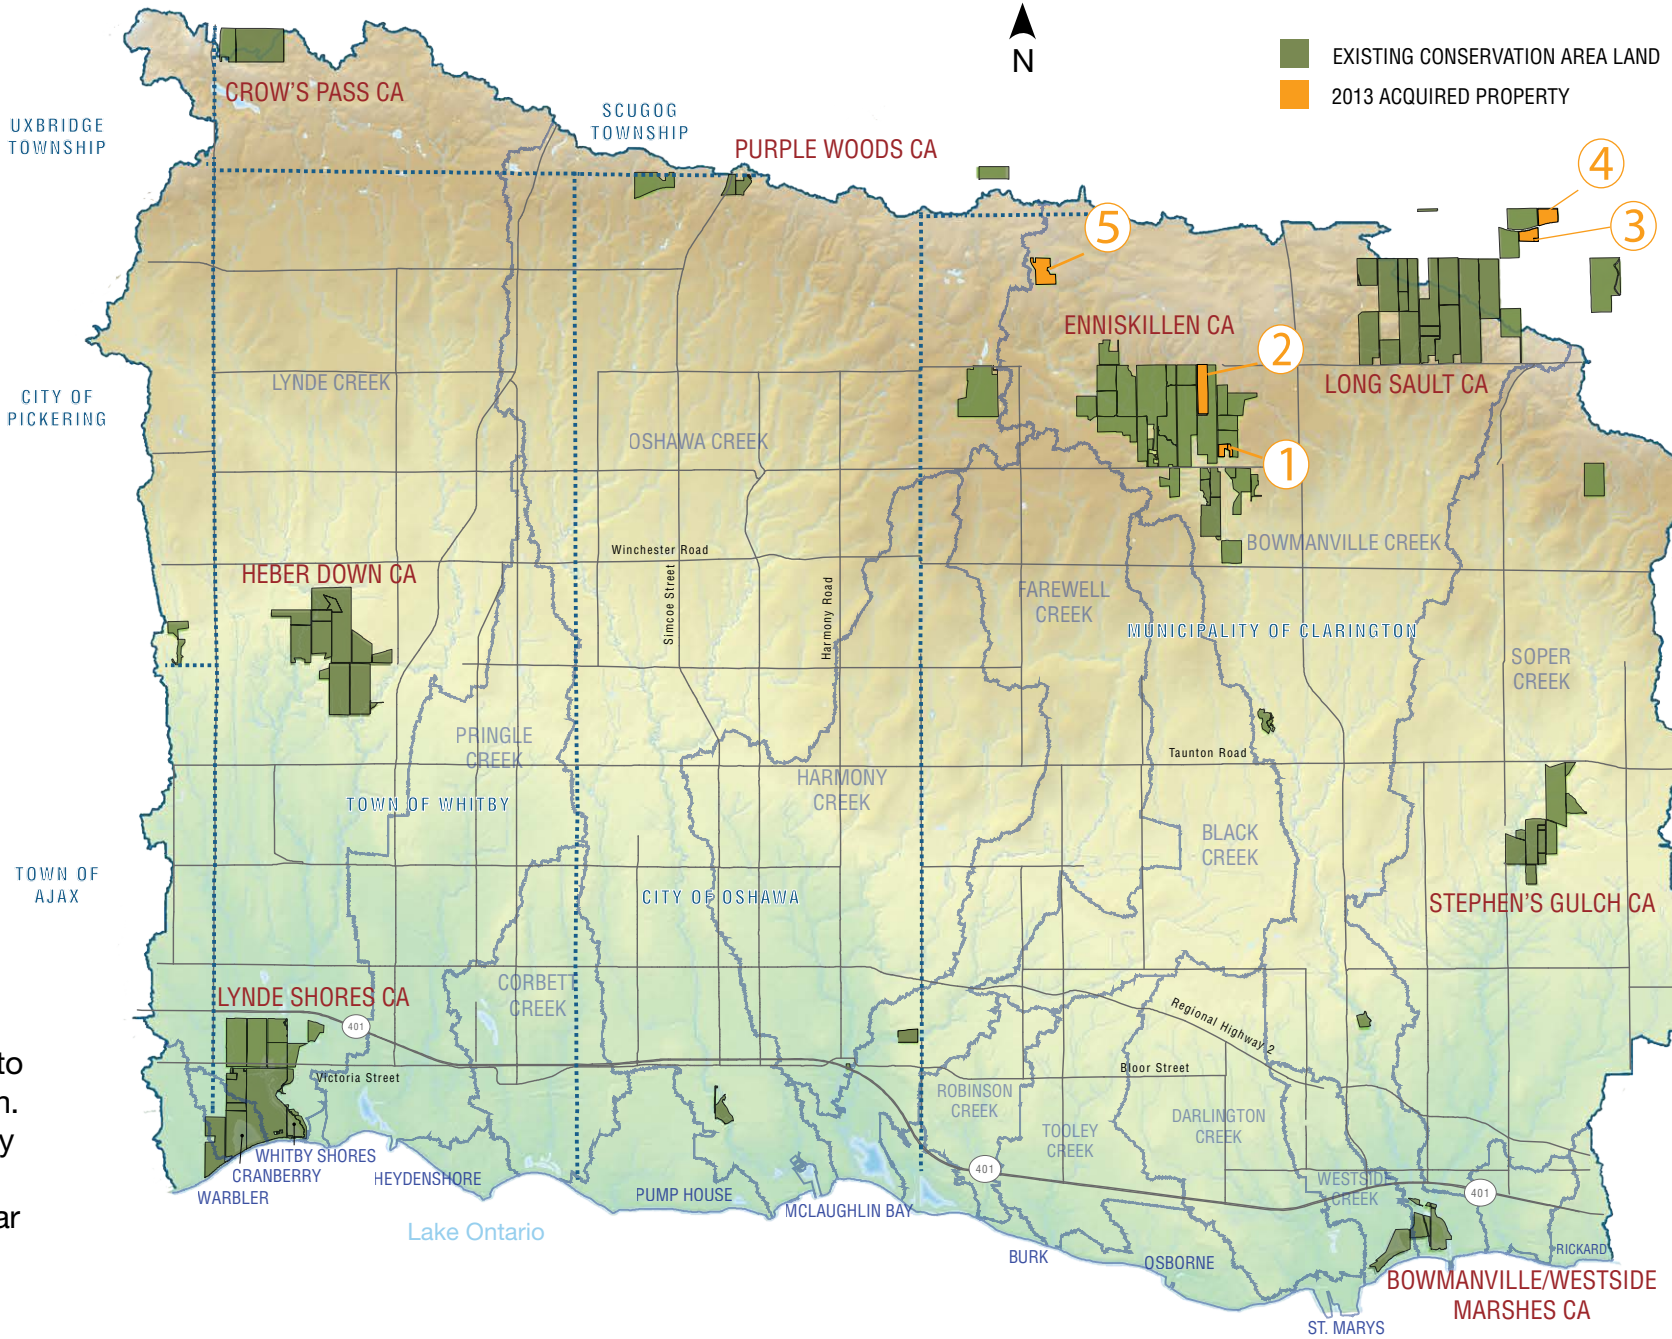 N
EXISTING CONSERVATION AREA LAND
2013 ACQUIRED PROPERTY
CROW'S PASS CA
UXBRIDGE
TOWNSHIP
SCUGOG
TOWNSHIP
PURPLE WOODS CA
4
3
5
ENNISKILLEN CA
2
LONG SAULT CA
LYNDE CREEK
CITY OF
PICKERING
OSHAWA CREEK
1
BOWMANVILLE CREEK
Winchester Road
Simcoe Street
Harmony Road
HEBER DOWN CA
FAREWELL
CREEK
MUNICIPALITY OF CLARINGTON
SOPER
CREEK
PRINGLE
CREEK
Taunton Road
HARMONY
CREEK
TOWN OF WHITBY
BLACK
CREEK
TOWN OF
AJAX
CITY OF OSHAWA
STEPHEN'S GULCH CA
CORBETT
CREEK
LYNDE SHORES CA
401
Regional Highway 2
to
n.
y
ar
Victoria Street
Bloor Street
ROBINSON
CREEK
TOOLEY
CREEK
DARLINGTON
CREEK
WHITBY SHORES
CRANBERRY
WARBLER
HEYDENSHORE
PUMP HOUSE
MCLAUGHLIN BAY
401
WESTSIDE
CREEK
401
Lake Ontario
BURK
OSBORNE
RICKARD
BOWMANVILLE/WESTSIDE
MARSHES CA
ST. MARYS